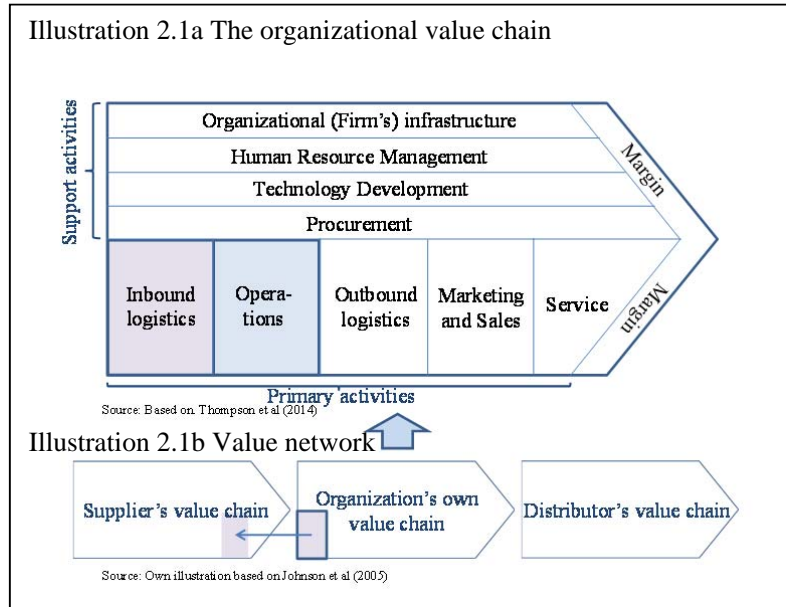 Illustration 2.1a The organizational value chain
Support activities
Organizational (Firm's) infrastructure
Human Resource Management
Technology Development
Procurement
Margin
Inbound
logistics
Opera-
tions
Outbound
logistics
Marketing
and Sales
Service
Margin
Primary activities
Source: Based on Thompson et al (2014)
Illustration 2.1b Value network
Supplier's value chain
Organization's own
value chain
Distributor's value chain
Source: Own illustration based on Johnson et al (2005)